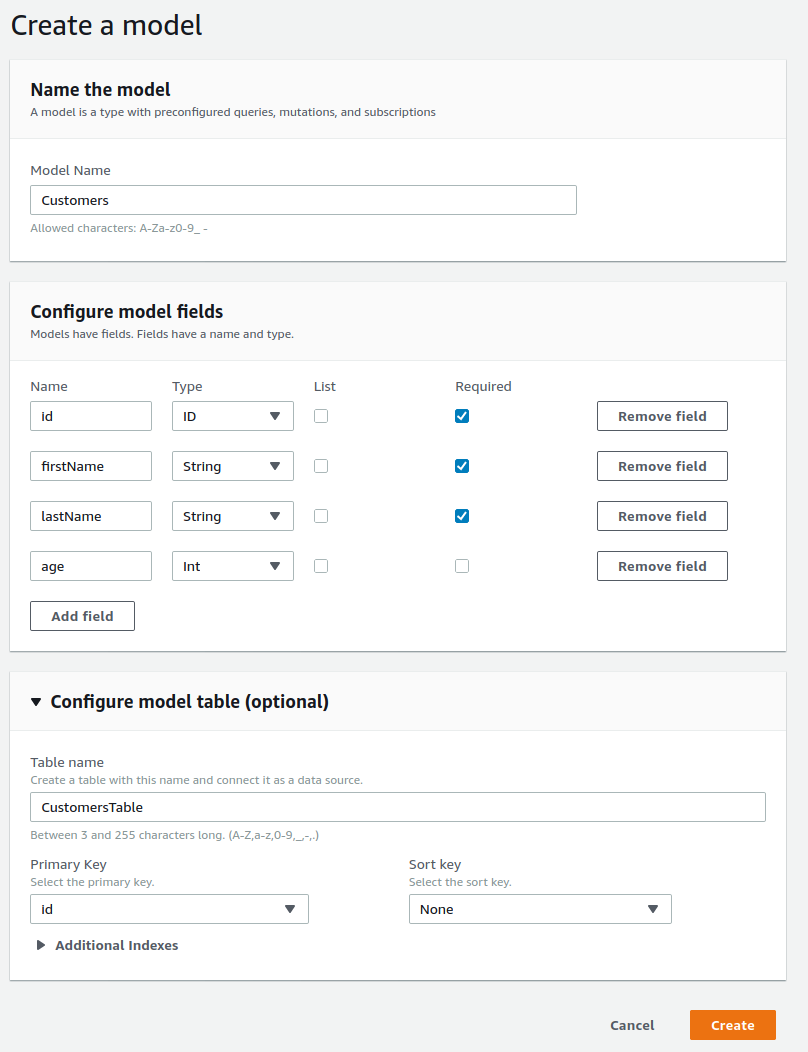 Create a model
Name the model
A model is a type with preconfigured queries, mutations, and subscriptions
Model Name
Customers
Allowed characters: A-Za-z0-9_ -
Configure model fields
Models have fields. Fields have a name and type.
Name Type List Required
id ID Remove field
firstName String Remove field
lastName String Remove field
age Int Remove field
Add field
Configure model table (optional)
Table name
Create a table with this name and connect it as a data source.
CustomersTable
Between 3 and 255 characters long. (A-Z,a-z,0-9,_,-,.)
Primary Key Sort key
Select the primary key. Select the sort key.
id None
Additional Indexes
Cancel Create